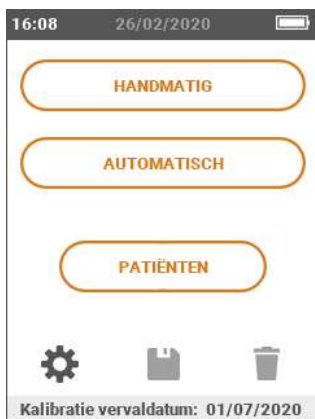 16:08 26/02/2020
HANDMATIG
AUTOMATISCH
PATIËNTEN
Kalibratie vervaldatum: 01/07/2020